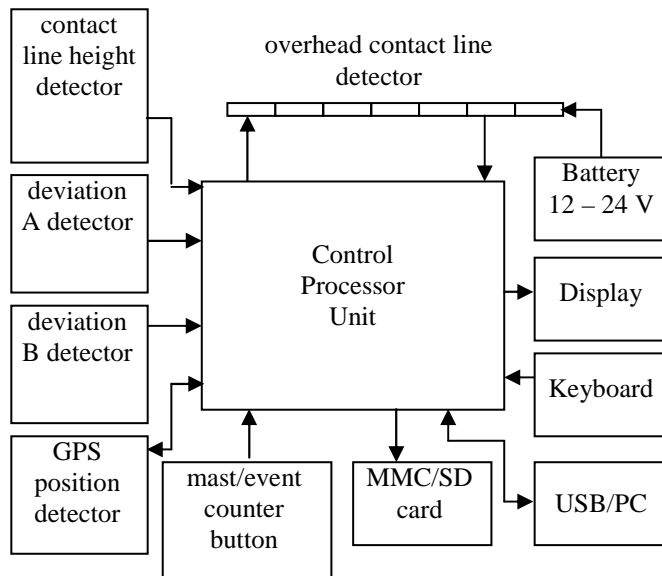 contact
line height
detector
overhead contact line
detector
Battery
12 – 24 V
deviation
A detector
Control
Processor
Unit
Display
deviation
B detector
Keyboard
GPS
position
detector
mast/event
counter
button
MMC/SD
card
USB/PC